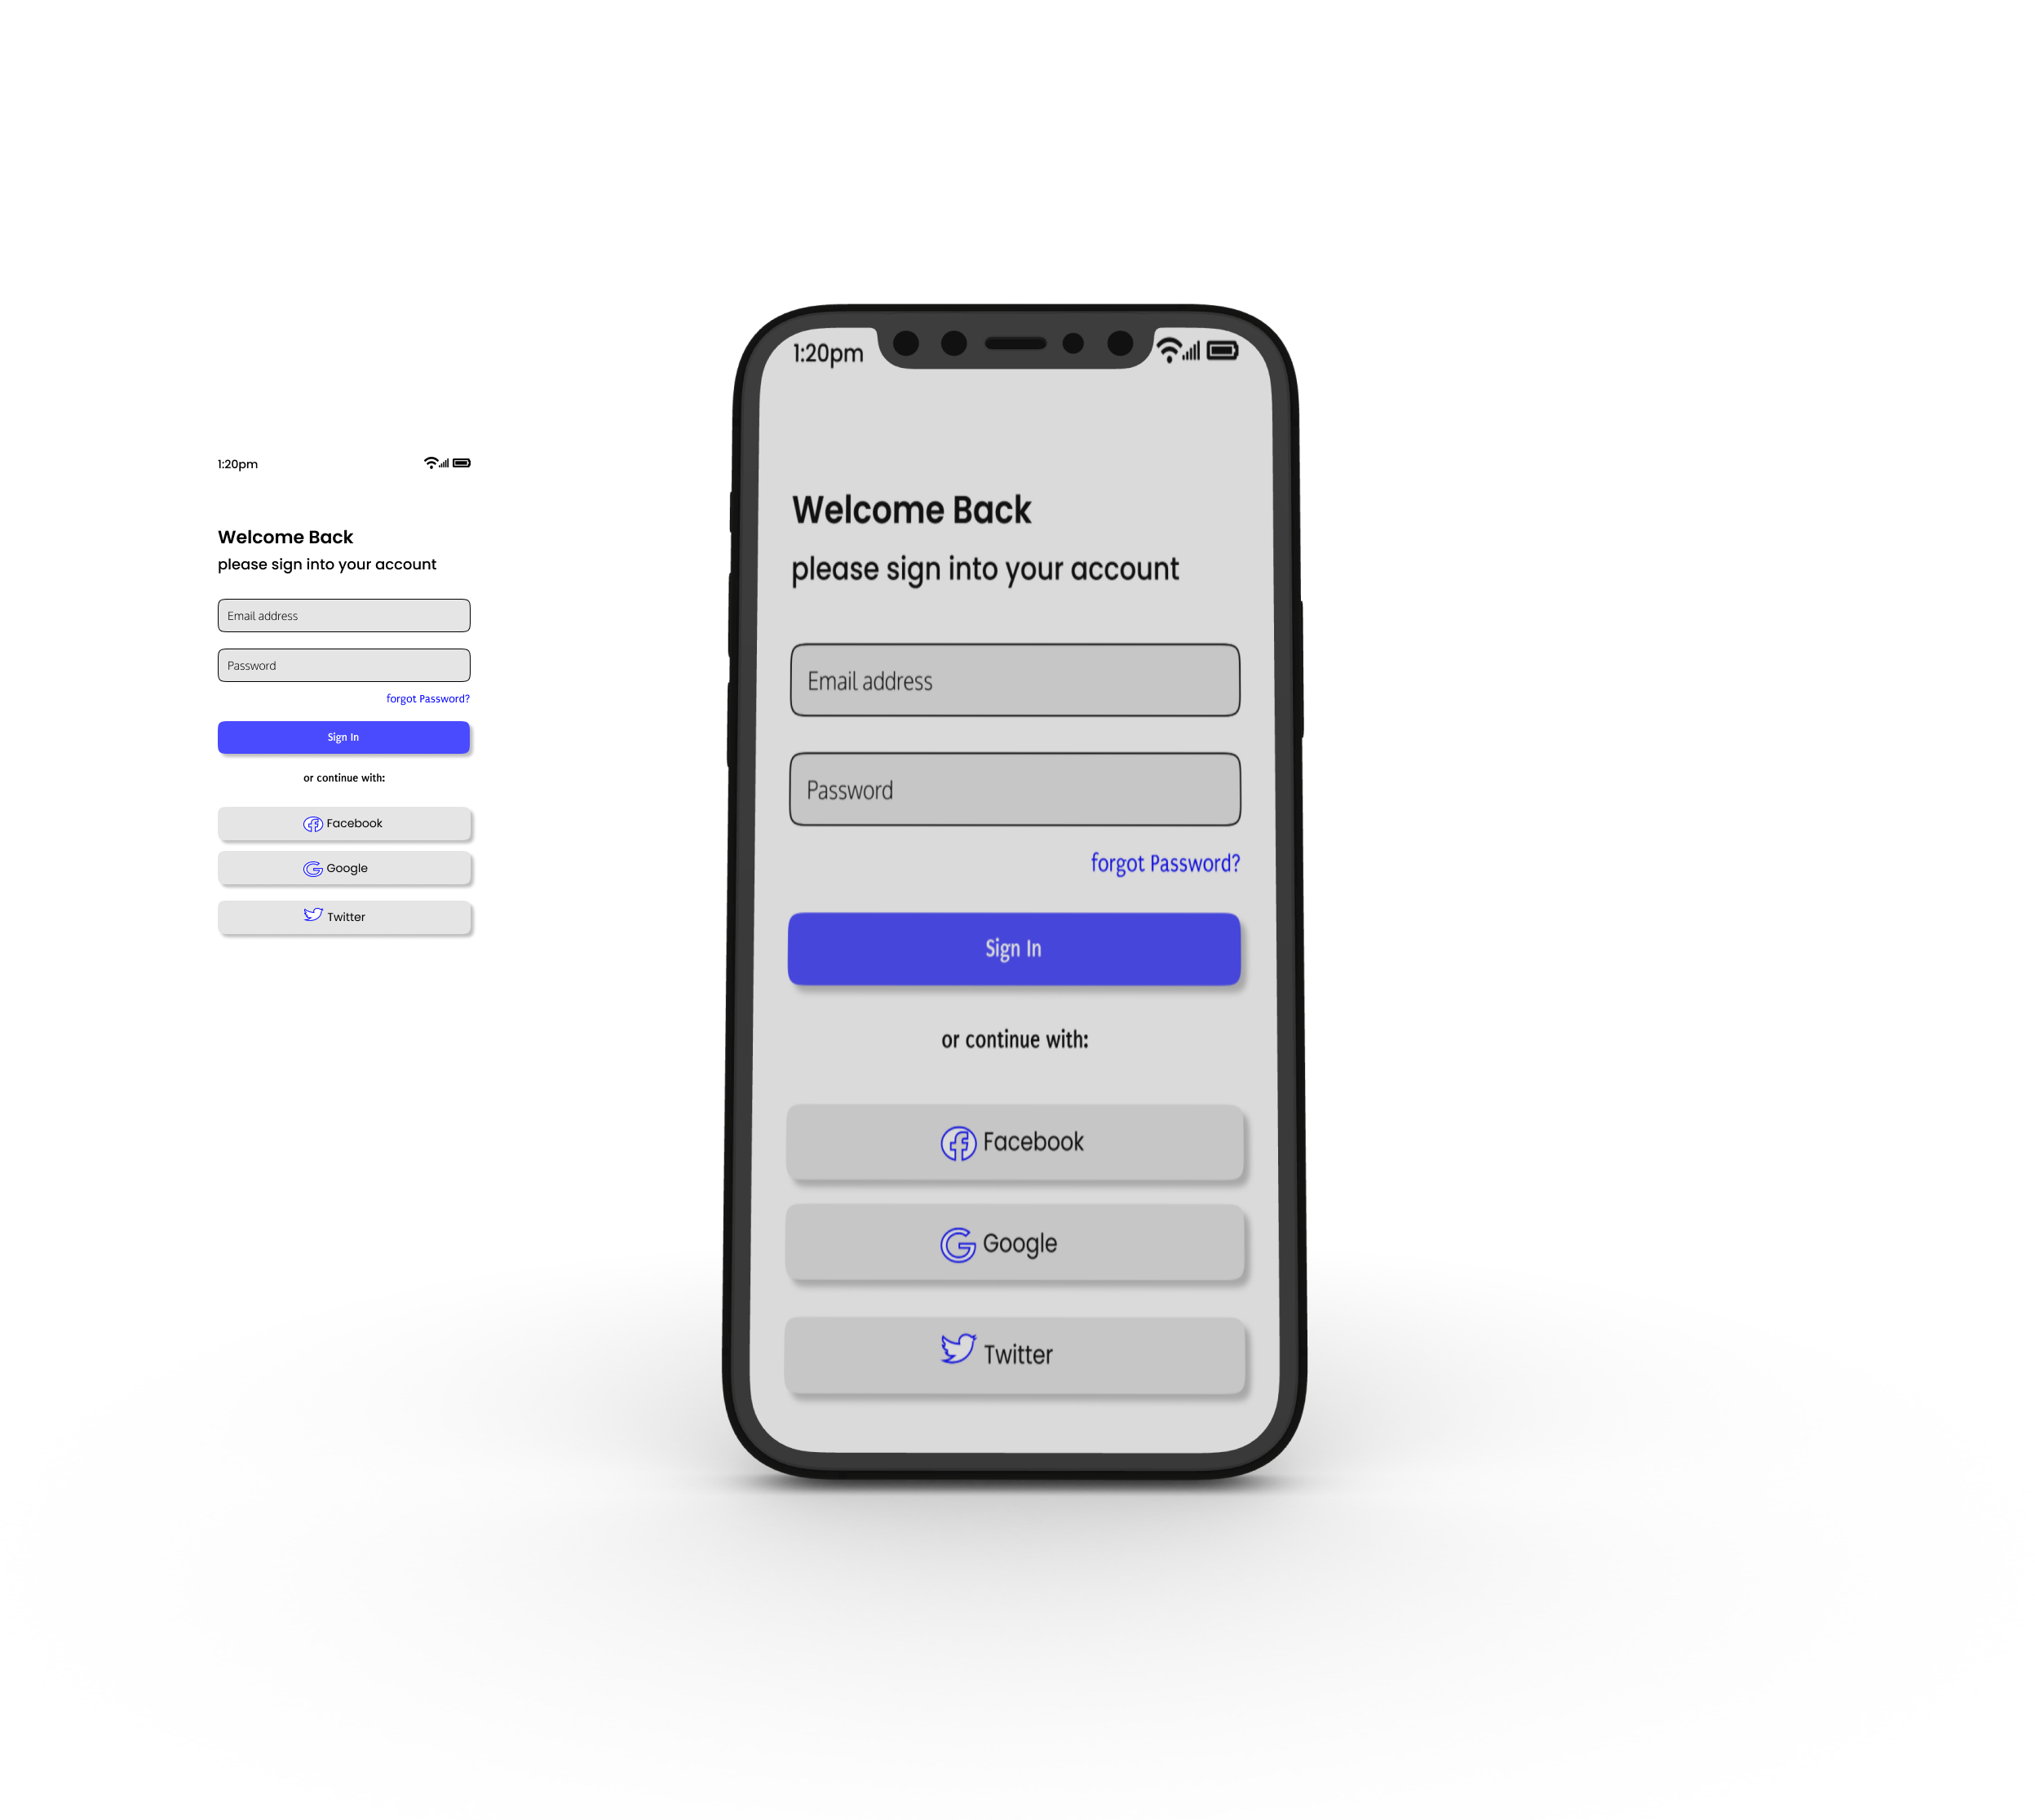 1:20pm
Welcome Back
please sign into your account
Email address
Password
forgot Password?
Sign In
or continue with:
Facebook
Google
Twitter
1:20pm
Welcome Back
please sign into your account
Email address
Password
forgot Password?
Sign In
or continue with:
Facebook
Google
Twitter